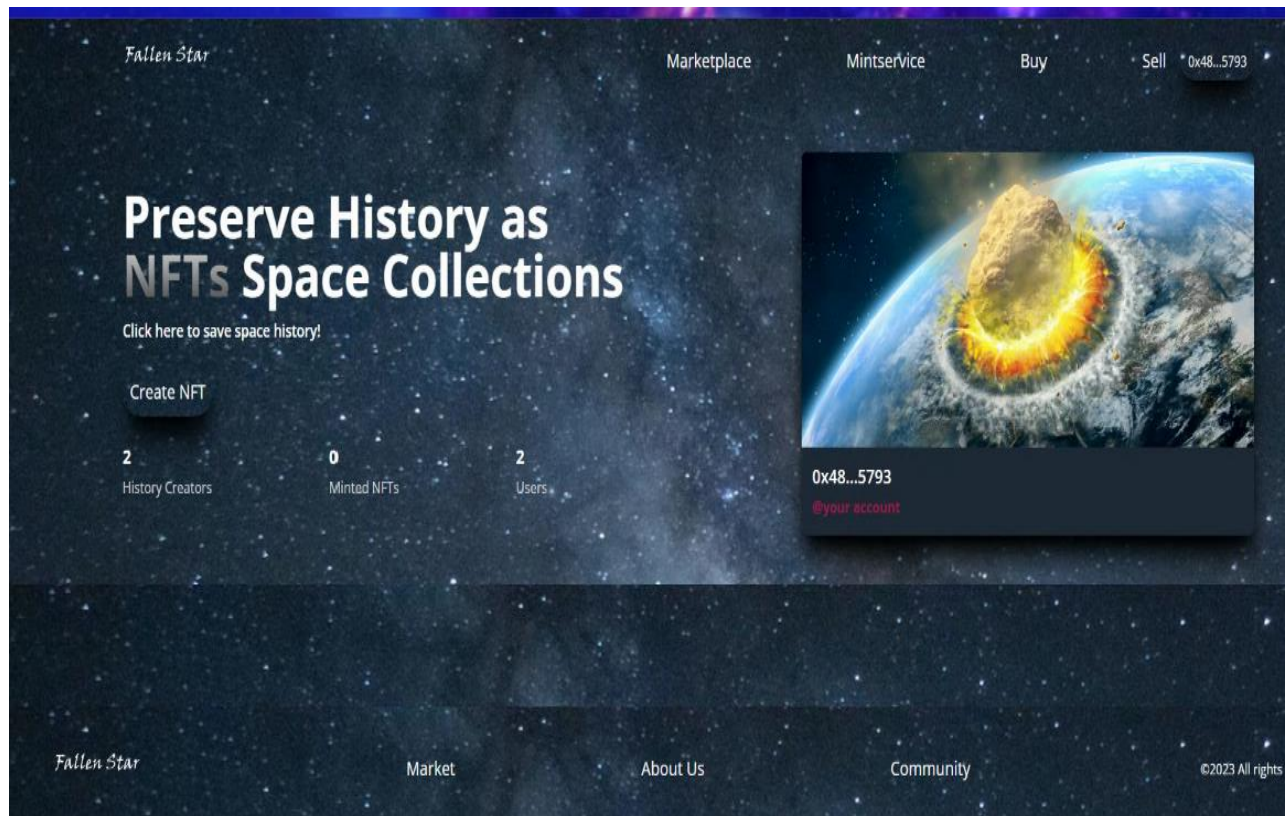 Fallen Star
Marketplace
Mintservice
Buy
Sell
0x48...5793
Preserve History as
NFTs Space Collections
Click here to save space history!
Create NFT
2
History Creators
0
Minted NFTs
2
Users
0x48...5793
@your account
Fallen Star
Market
About Us
Community
©2023 All rights